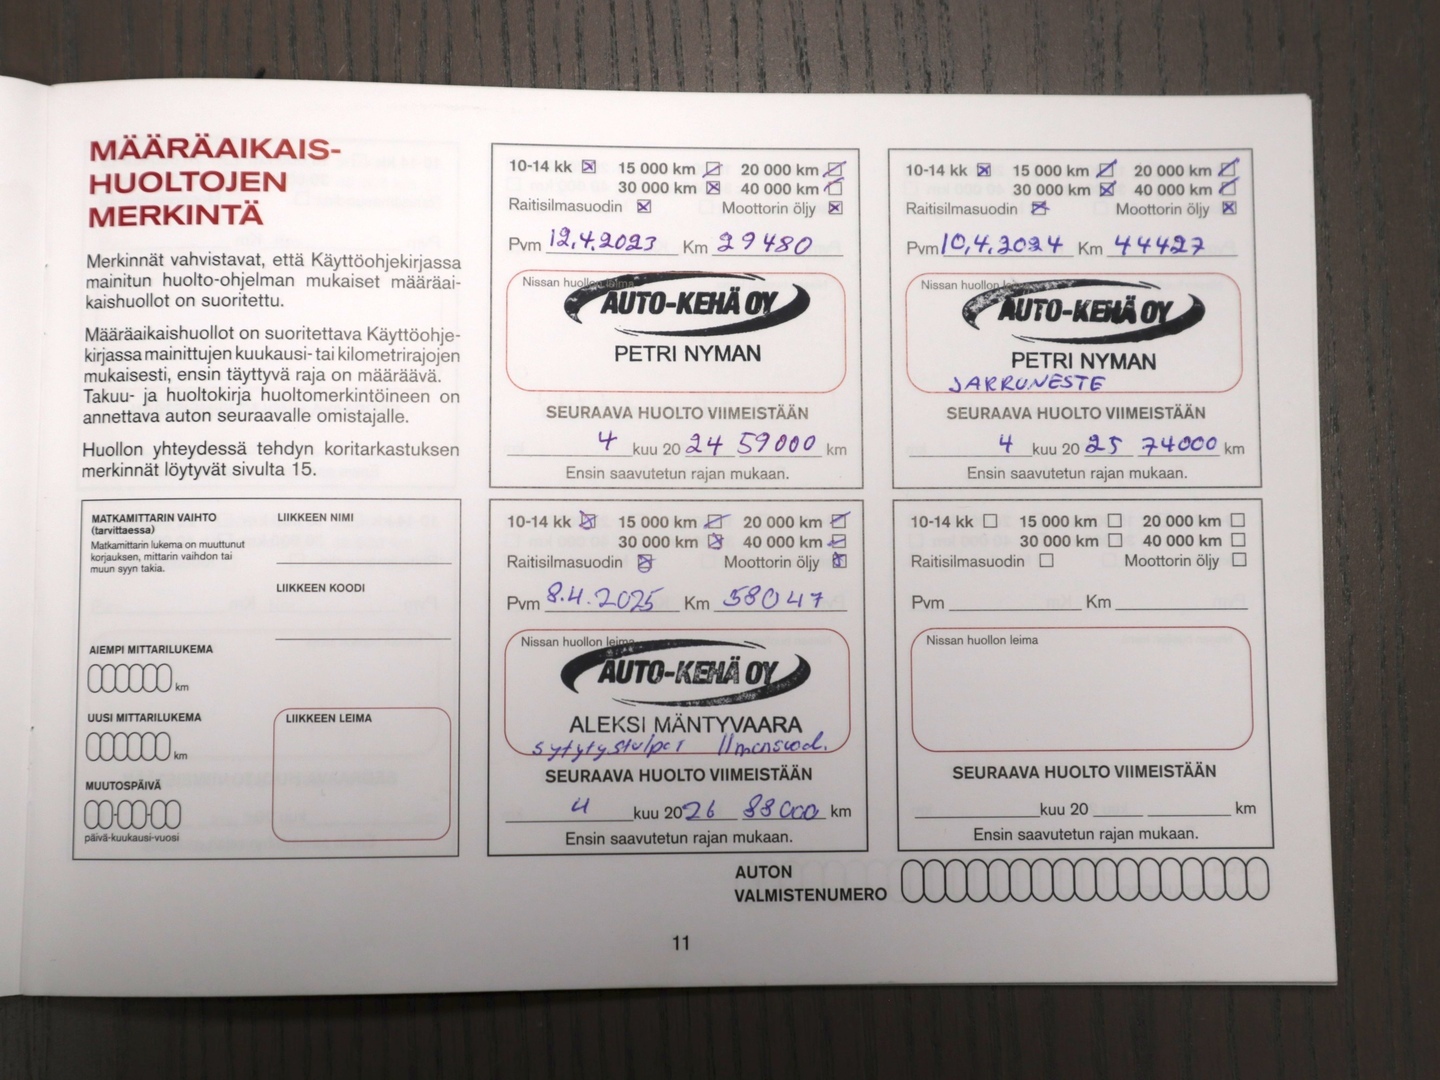 MÄÄRÄAIKAIS-
HUOLTOJEN
MERKINTÄ
Merkinnät vahvistavat, että Käyttöohjekirjassa
mainitun huolto-ohjelman mukaiset määräai-
kaishuollot on suoritettu.
Määräaikaishuollot on suoritettava Käyttöohje-
kirjassa mainittujen kuukausi- tai kilometrirajojen
mukaisesti, ensin täyttyvä raja on määräävä.
Takuu- ja huoltokirja huoltomerkintöineen on
annettava auton seuraavalle omistajalle.
Huollon yhteydessä tehdyn koritarkastuksen
merkinnät löytyvät sivulta 15.
MATKAMITTARIN VAIHTO
(tarvittaessa)
Matkamittarin lukema on muuttunut
korjauksen, mittarin vaihdon tai
muun syyn takia.
LIIKKEEN NIMI
LIIKKEEN KOODI
AIEMPI MITTARILUKEMA
km
UUSI MITTARILUKEMA
km
MUUTOSPÄIVÄ
päivä-kuukausi-vuosi
LIIKKEEN LEIMA
10-14 kk 15 000 km 20 000 km
30 000 km 40 000 km
Raitisilmasuodin Moottorin öljy
Pvm 12.4.2023 Km 29480
Nissan huollon leima
AUTO-KEHÄ OY
PETRI NYMAN
SEURAAVA HUOLTO VIIMEISTÄÄN
4 kuu 20 24 59000 km
Ensin saavutetun rajan mukaan.
10-14 kk 15 000 km 20 000 km
30 000 km 40 000 km
Raitisilmasuodin Moottorin öljy
Pvm 10.4.2024 Km 44427
Nissan huollon leima
AUTO-KEHÄ OY
PETRI NYMAN
JARRUNESTE
SEURAAVA HUOLTO VIIMEISTÄÄN
4 kuu 20 25 74000 km
Ensin saavutetun rajan mukaan.
10-14 kk 15 000 km 20 000 km
30 000 km 40 000 km
Raitisilmasuodin Moottorin öljy
Pvm 8.4.2025 Km 58047
Nissan huollon leima
AUTO-KEHÄ OY
ALEKSI MÄNTYVAARA
sytytystulpat Ilmansuod.
SEURAAVA HUOLTO VIIMEISTÄÄN
4 kuu 20 26 88000 km
Ensin saavutetun rajan mukaan.
10-14 kk 15 000 km 20 000 km
30 000 km 40 000 km
Raitisilmasuodin Moottorin öljy
Pvm Km
Nissan huollon leima
SEURAAVA HUOLTO VIIMEISTÄÄN
kuu 20 km
Ensin saavutetun rajan mukaan.
AUTON
VALMISTENUMERO
11